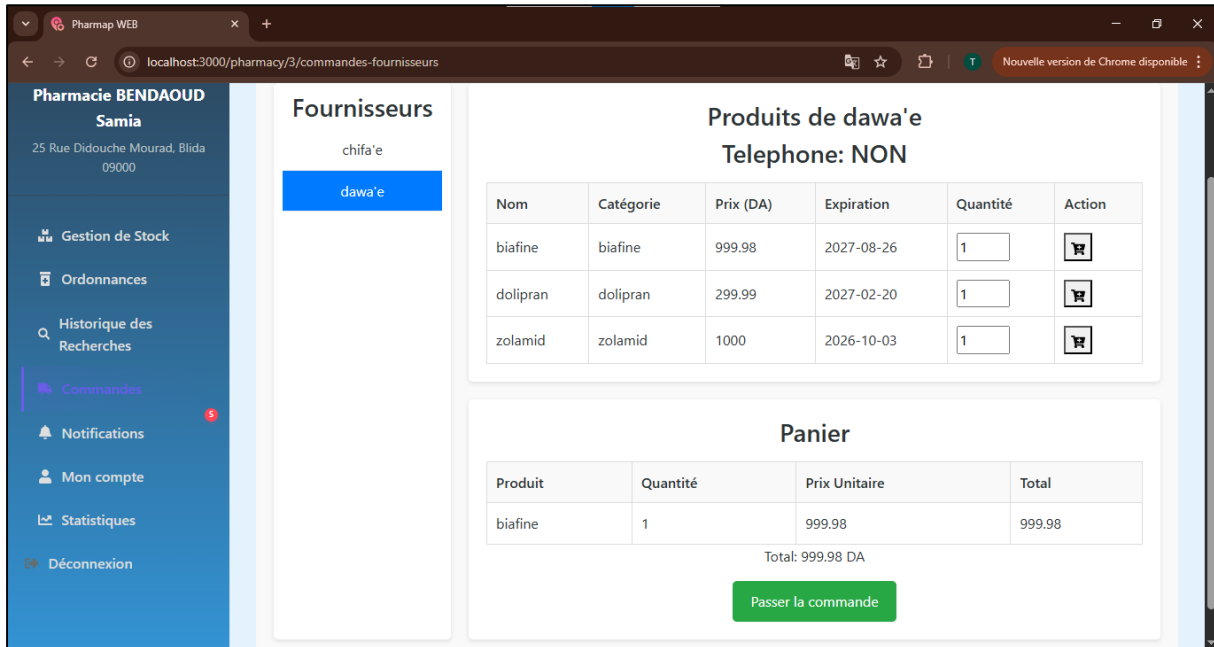 Pharmap WEB
localhost:3000/pharmacy/3/commandes-fournisseurs
T
Nouvelle version de Chrome disponible
Pharmacie BENDAOUD
Samia
25 Rue Didouche Mourad, Blida
09000
Gestion de Stock
Ordonnances
Historique des
Recherches
Commandes
5
Notifications
Mon compte
Statistiques
Déconnexion
Fournisseurs
chifa'e
dawa'e
Produits de dawa'e
Telephone: NON
Nom Catégorie Prix (DA) Expiration Quantité Action
biafine biafine 999.98 2027-08-26 1
dolipran dolipran 299.99 2027-02-20 1
zolamid zolamid 1000 2026-10-03 1
Panier
Produit Quantité Prix Unitaire Total
biafine 1 999.98 999.98
Total: 999.98 DA
Passer la commande